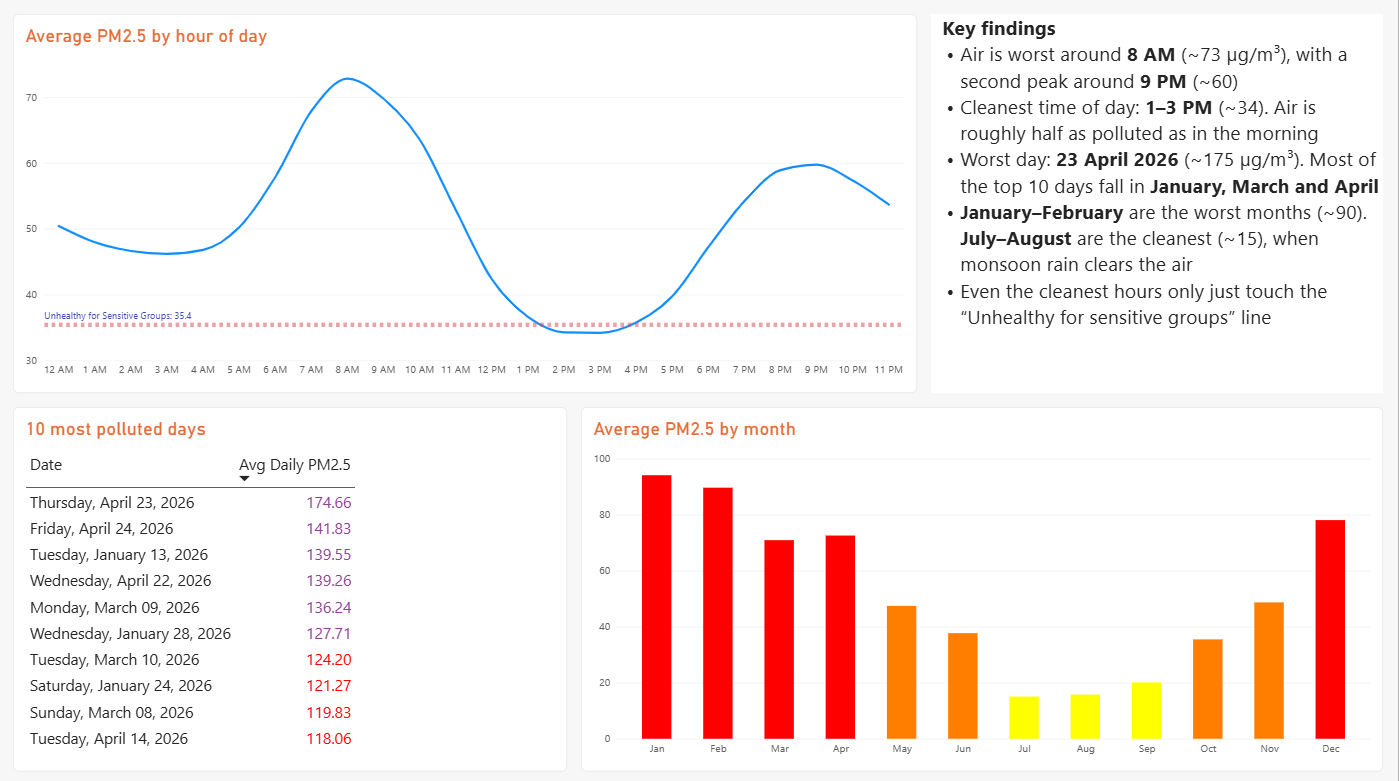 Average PM2.5 by hour of day
70
60
50
40
30
Unhealthy for Sensitive Groups: 35.4
12 AM 1 AM 2 AM 3 AM 4 AM 5 AM 6 AM 7 AM 8 AM 9 AM 10 AM 11 AM 12 PM 1 PM 2 PM 3 PM 4 PM 5 PM 6 PM 7 PM 8 PM 9 PM 10 PM 11 PM
Key findings
• Air is worst around 8 AM (~73 µg/m³), with a
second peak around 9 PM (~60)
• Cleanest time of day: 1–3 PM (~34). Air is
roughly half as polluted as in the morning
• Worst day: 23 April 2026 (~175 µg/m³). Most of
the top 10 days fall in January, March and April
• January–February are the worst months (~90).
July–August are the cleanest (~15), when
monsoon rain clears the air
• Even the cleanest hours only just touch the
“Unhealthy for sensitive groups” line
10 most polluted days
Date Avg Daily PM2.5
Thursday, April 23, 2026 174.66
Friday, April 24, 2026 141.83
Tuesday, January 13, 2026 139.55
Wednesday, April 22, 2026 139.26
Monday, March 09, 2026 136.24
Wednesday, January 28, 2026 127.71
Tuesday, March 10, 2026 124.20
Saturday, January 24, 2026 121.27
Sunday, March 08, 2026 119.83
Tuesday, April 14, 2026 118.06
Average PM2.5 by month
100
80
60
40
20
0
Jan Feb Mar Apr May Jun Jul Aug Sep Oct Nov Dec